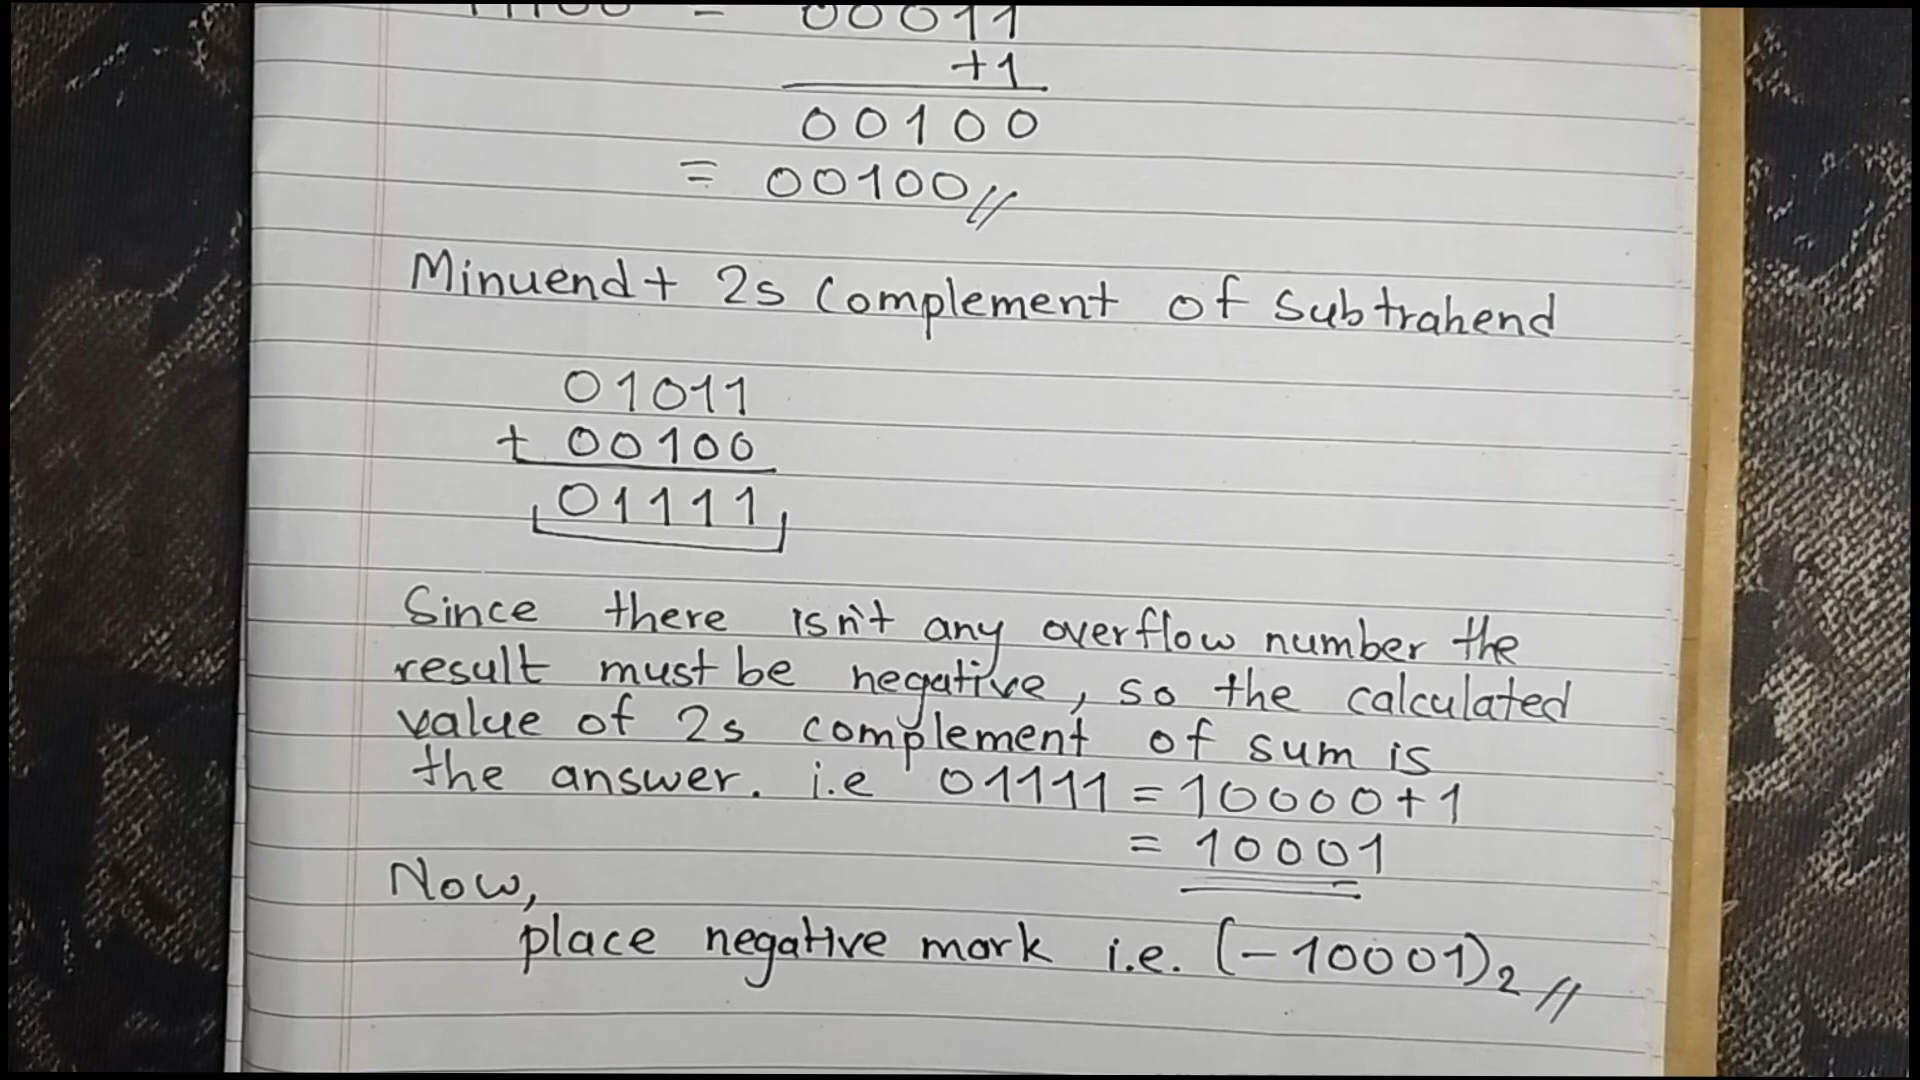 11100 = 00011
+1
00100
= 00100//
Minuend + 2s Complement of Subtrahend
01011
+ 00100
01111
Since there isn't any overflow number the
result must be negative, so the calculated
value of 2s complement of sum is
the answer. i.e 01111 = 10000+1
= 10001
Now,
place negative mark i.e. (-10001)2//